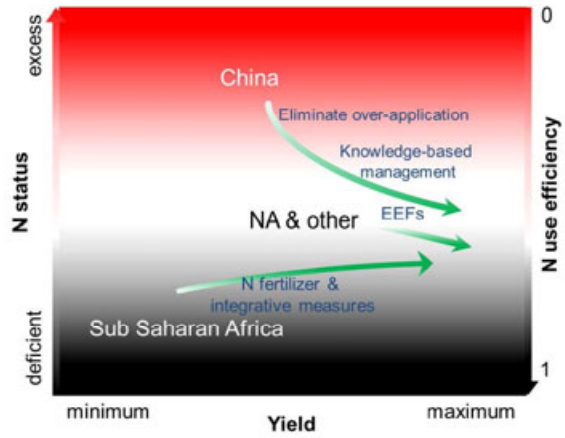 excess
0
China
Eliminate over-application
Knowledge-based
management
N status
NA & other
EEFs
N use efficiency
N fertilizer &
integrative measures
Sub Saharan Africa
deficient
1
minimum
Yield
maximum